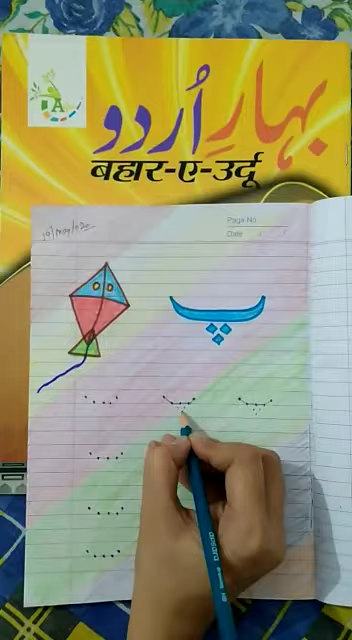 بہارِ اُردو
बहार-ए-उर्दू
Page No
Date
پ